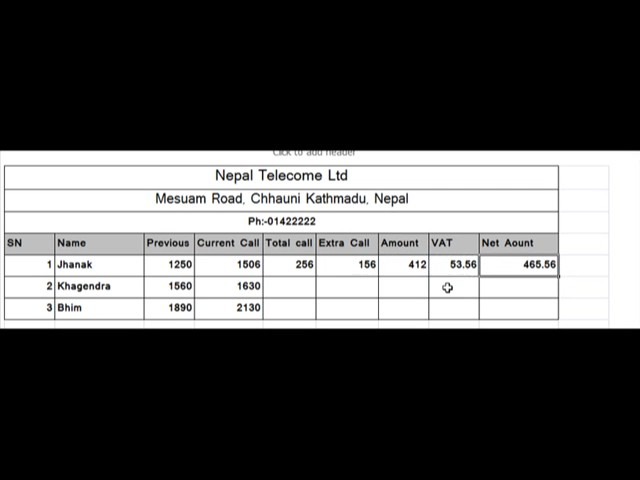 Click to add header
Nepal Telecome Ltd
Mesuam Road, Chhauni Kathmadu, Nepal
Ph:-01422222
SN Name Previous Current Call Total call Extra Call Amount VAT Net Aount
1 Jhanak 1250 1506 256 156 412 53.56 465.56
2 Khagendra 1560 1630
3 Bhim 1890 2130